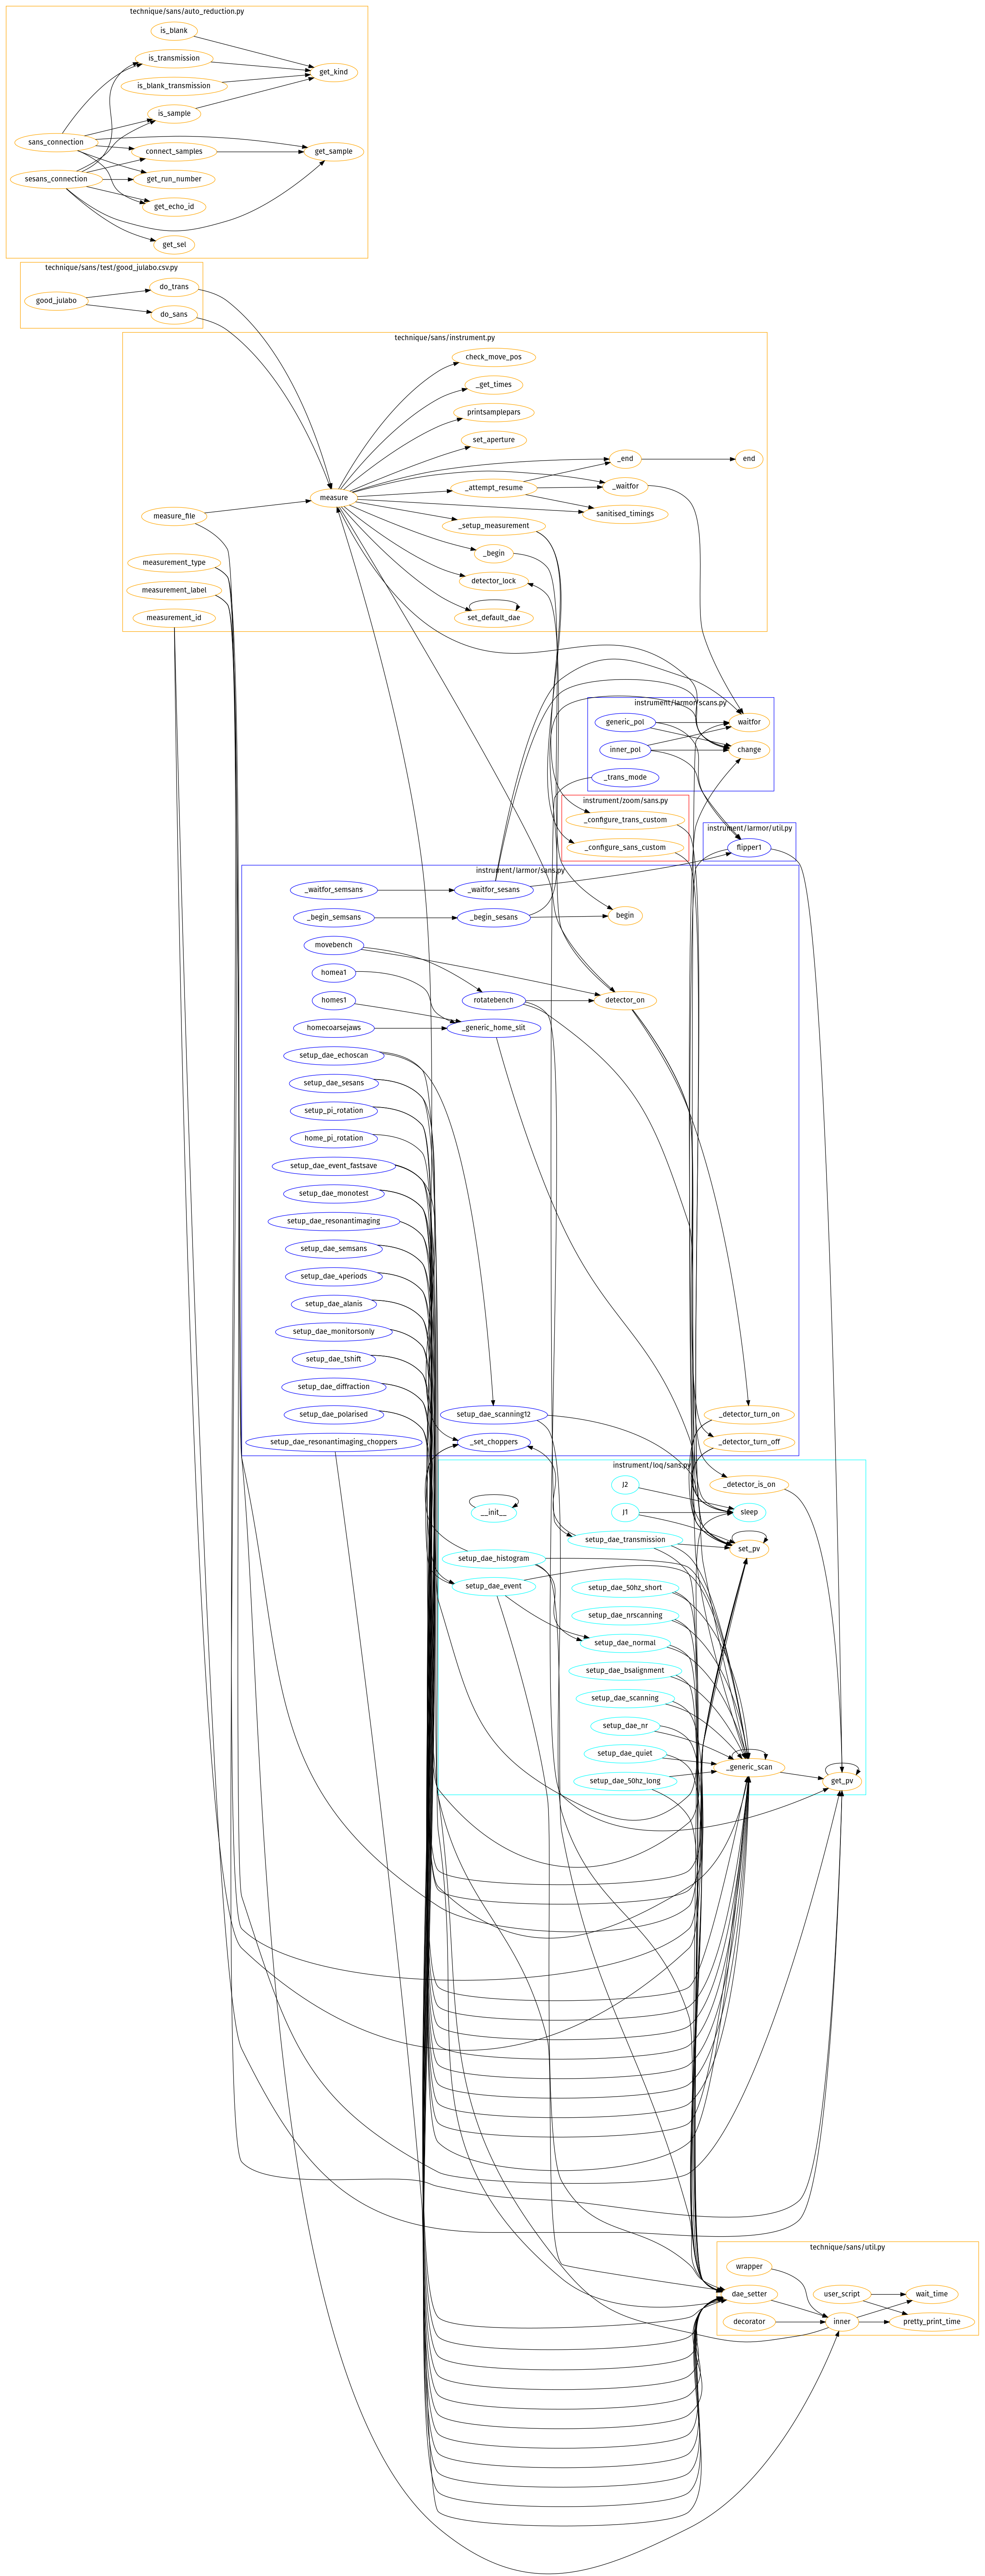 technique/sans/auto_reduction.py
is_blank
is_transmission
get_kind
is_blank_transmission
is_sample
sans_connection
connect_samples
get_sample
sesans_connection
get_run_number
get_echo_id
get_sel
technique/sans/test/good_julabo.csv.py
do_trans
good_julabo
do_sans
technique/sans/instrument.py
check_move_pos
_get_times
printsamplepars
set_aperture
_end
end
_attempt_resume
_waitfor
measure
sanitised_timings
measure_file
_setup_measurement
_begin
measurement_type
detector_lock
measurement_label
set_default_dae
measurement_id
instrument/larmor/scans.py
generic_pol
waitfor
inner_pol
change
_trans_mode
instrument/zoom/sans.py
_configure_trans_custom
instrument/larmor/util.py
_configure_sans_custom
flipper1
instrument/larmor/sans.py
_waitfor_semsans
_waitfor_sesans
_begin_semsans
_begin_sesans
begin
movebench
homea1
homes1
rotatebench
detector_on
homecoarsejaws
_generic_home_slit
setup_dae_echoscan
setup_dae_sesans
setup_pi_rotation
home_pi_rotation
setup_dae_event_fastsave
setup_dae_monotest
setup_dae_resonantimaging
setup_dae_semsans
setup_dae_4periods
setup_dae_alanis
setup_dae_monitorsonly
setup_dae_tshift
setup_dae_diffraction
setup_dae_polarised
setup_dae_scanning12
_detector_turn_on
setup_dae_resonantimaging_choppers
_set_choppers
_detector_turn_off
instrument/loq/sans.py
J2
_detector_is_on
__init__
J1
sleep
setup_dae_transmission
set_pv
setup_dae_histogram
setup_dae_event
setup_dae_50hz_short
setup_dae_nrscanning
setup_dae_normal
setup_dae_bsalignment
setup_dae_scanning
setup_dae_nr
setup_dae_quiet
_generic_scan
setup_dae_50hz_long
get_pv
technique/sans/util.py
wrapper
dae_setter
user_script
wait_time
decorator
inner
pretty_print_time